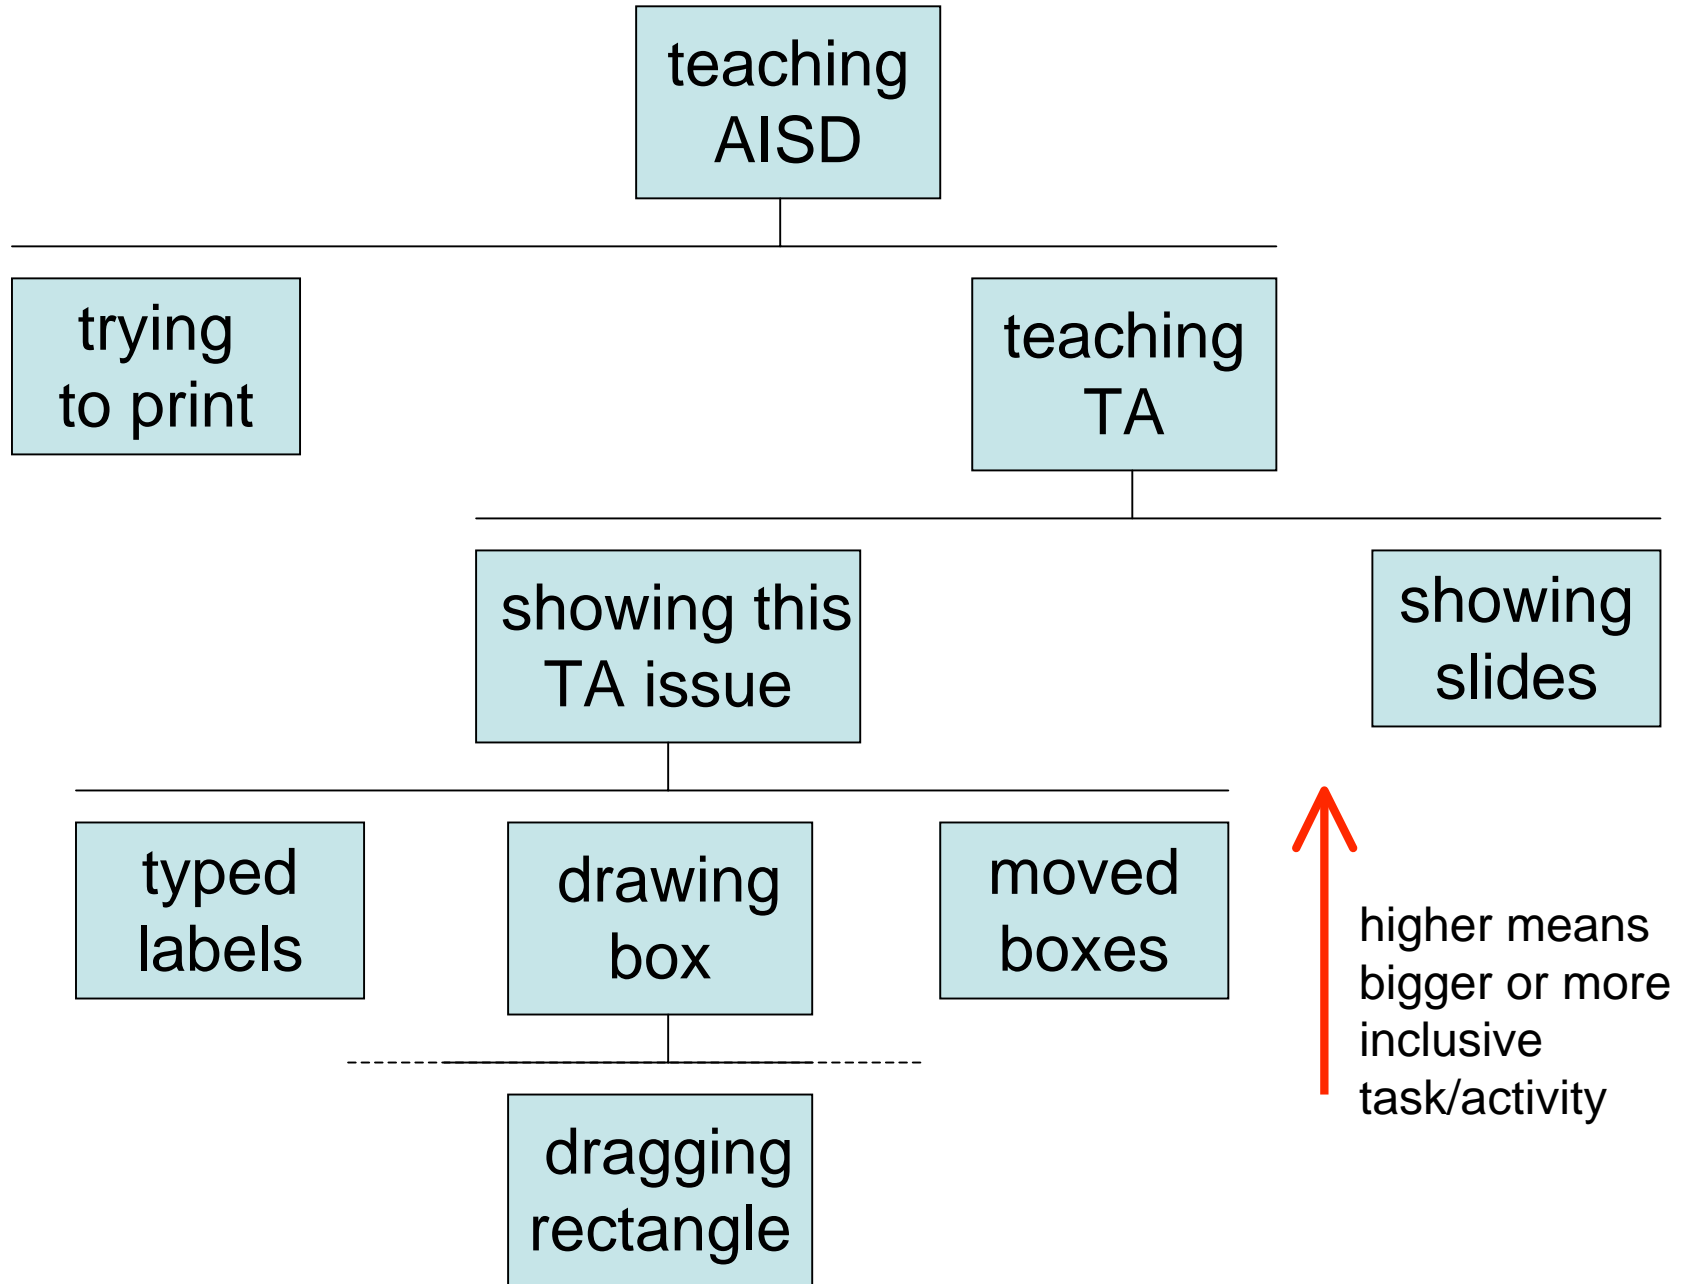 teaching
AISD
trying
to print
teaching
TA
showing this
TA issue
showing
slides
typed
labels
drawing
box
moved
boxes
higher means
bigger or more
inclusive
task/activity
dragging
rectangle